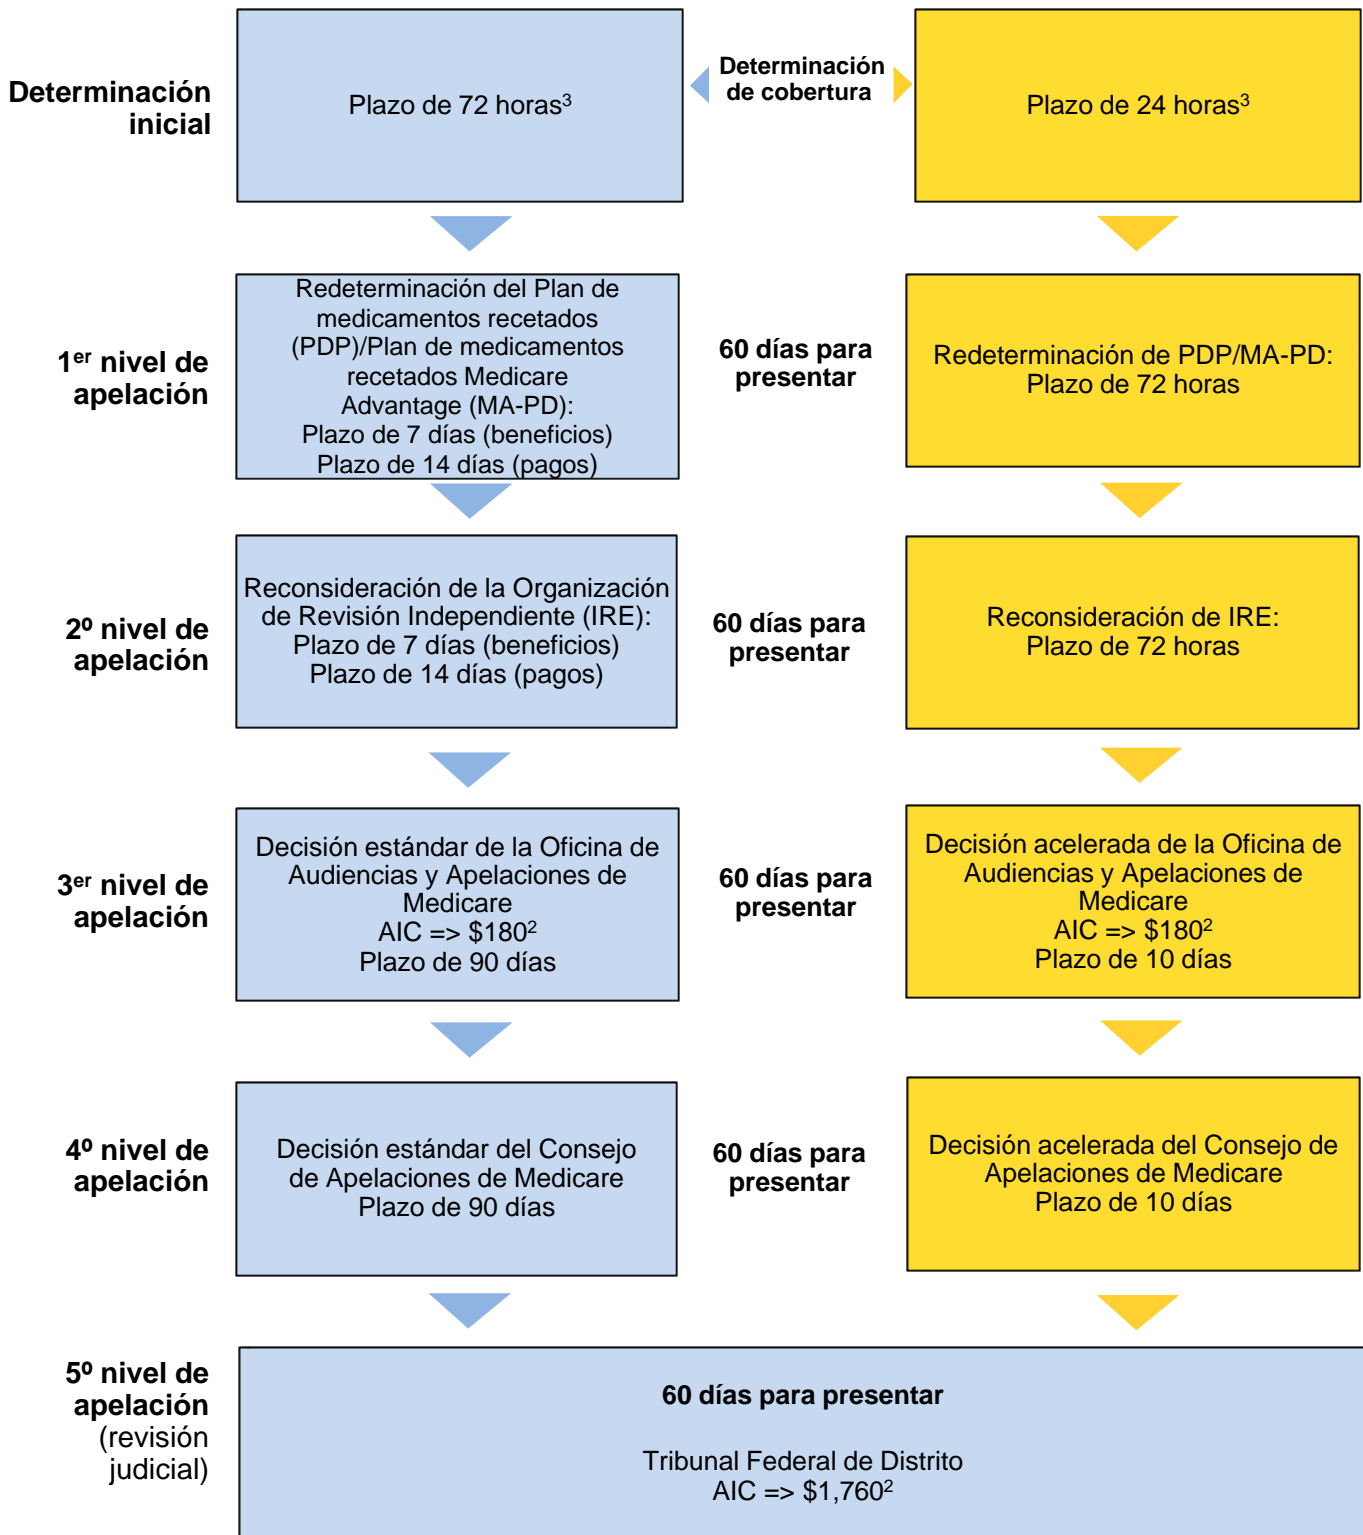 Determinación
inicial
Plazo de 72 horas³
Determinación
de cobertura
Plazo de 24 horas³
1er nivel de
apelación
Redeterminación del Plan de
medicamentos recetados
(PDP)/Plan de medicamentos
recetados Medicare
Advantage (MA-PD):
Plazo de 7 días (beneficios)
Plazo de 14 días (pagos)
60 días para
presentar
Redeterminación de PDP/MA-PD:
Plazo de 72 horas
2º nivel de
apelación
Reconsideración de la Organización
de Revisión Independiente (IRE):
Plazo de 7 días (beneficios)
Plazo de 14 días (pagos)
60 días para
presentar
Reconsideración de IRE:
Plazo de 72 horas
3er nivel de
apelación
Decisión estándar de la Oficina de
Audiencias y Apelaciones de
Medicare
AIC => $180²
Plazo de 90 días
60 días para
presentar
Decisión acelerada de la Oficina de
Audiencias y Apelaciones de
Medicare
AIC => $180²
Plazo de 10 días
4º nivel de
apelación
Decisión estándar del Consejo
de Apelaciones de Medicare
Plazo de 90 días
60 días para
presentar
Decisión acelerada del Consejo de
Apelaciones de Medicare
Plazo de 10 días
5º nivel de
apelación
(revisión
judicial)
60 días para presentar
Tribunal Federal de Distrito
AIC => $1,760²